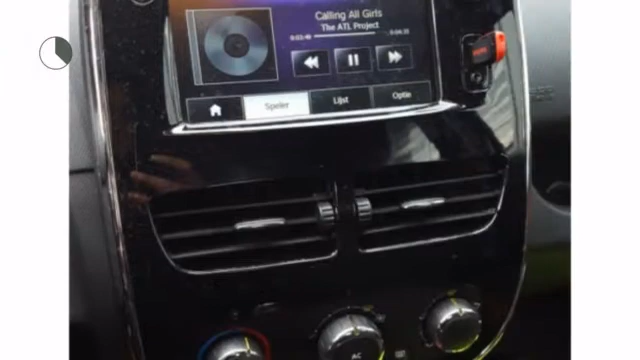 Calling All Girls
The ATL Project
Speler
Lijst
Optie
AC